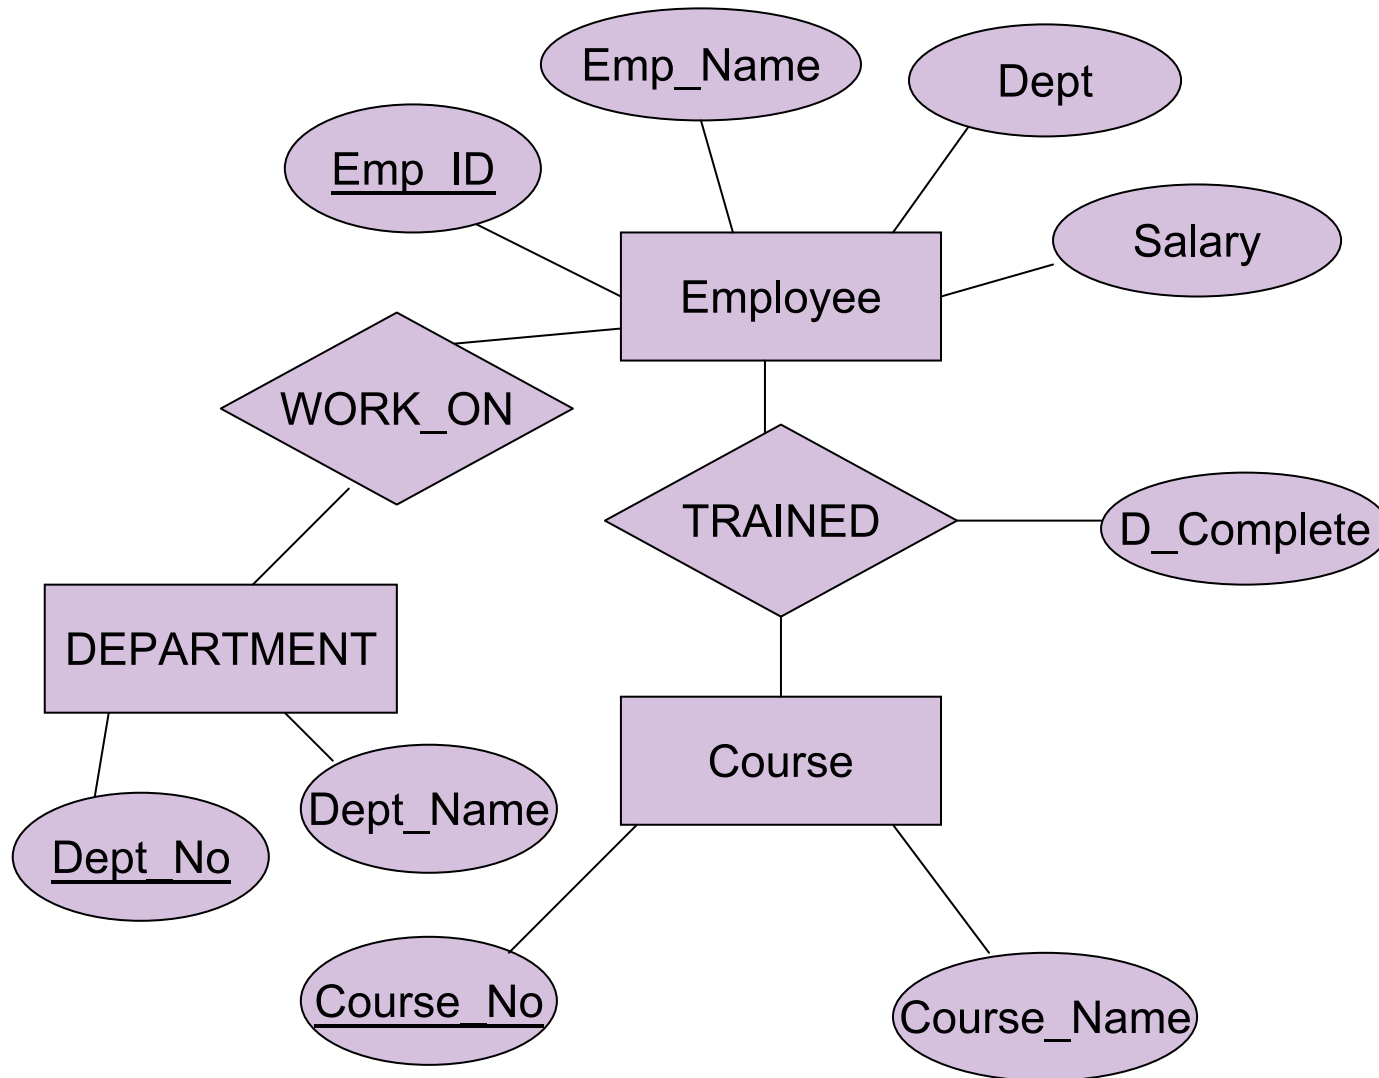 Emp_Name
Dept
Emp_ID
Salary
Employee
WORK_ON
TRAINED
D_Complete
DEPARTMENT
Course
Dept_Name
Dept_No
Course_No
Course_Name